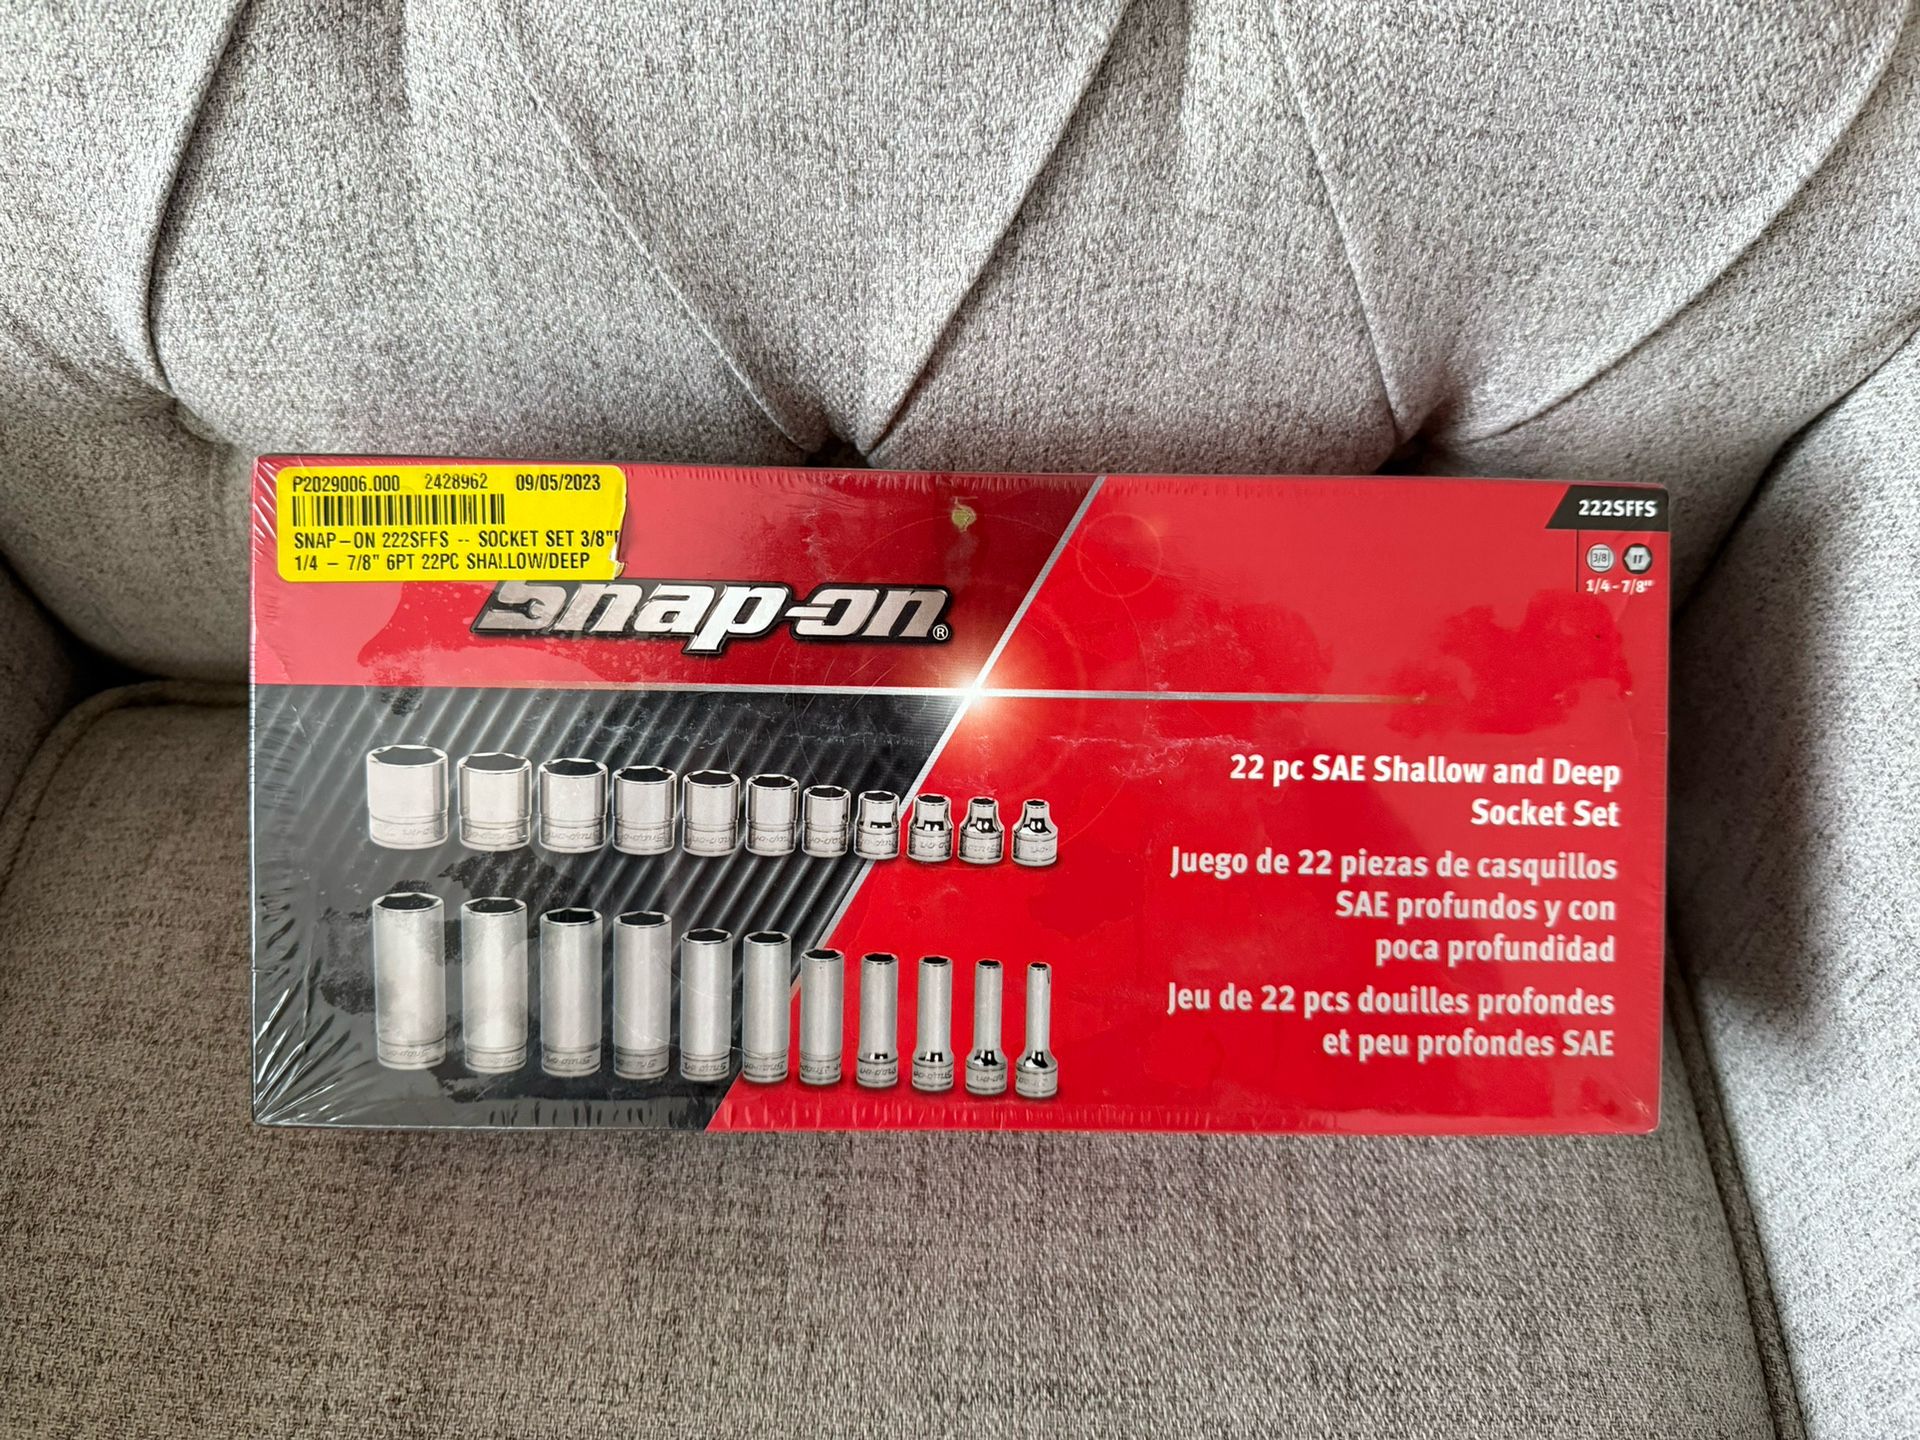 P2029006.000 2428962 09/05/2023
SNAP-ON 222SFFS -- SOCKET SET 3/8"
1/4 - 7/8" 6PT 22PC SHALLOW/DEEP
Snap-on®
222SFFS
3/8
1/4 - 7/8"
22 pc SAE Shallow and Deep
Socket Set
Juego de 22 piezas de casquillos
SAE profundos y con
poca profundidad
Jeu de 22 pcs douilles profondes
et peu profondes SAE